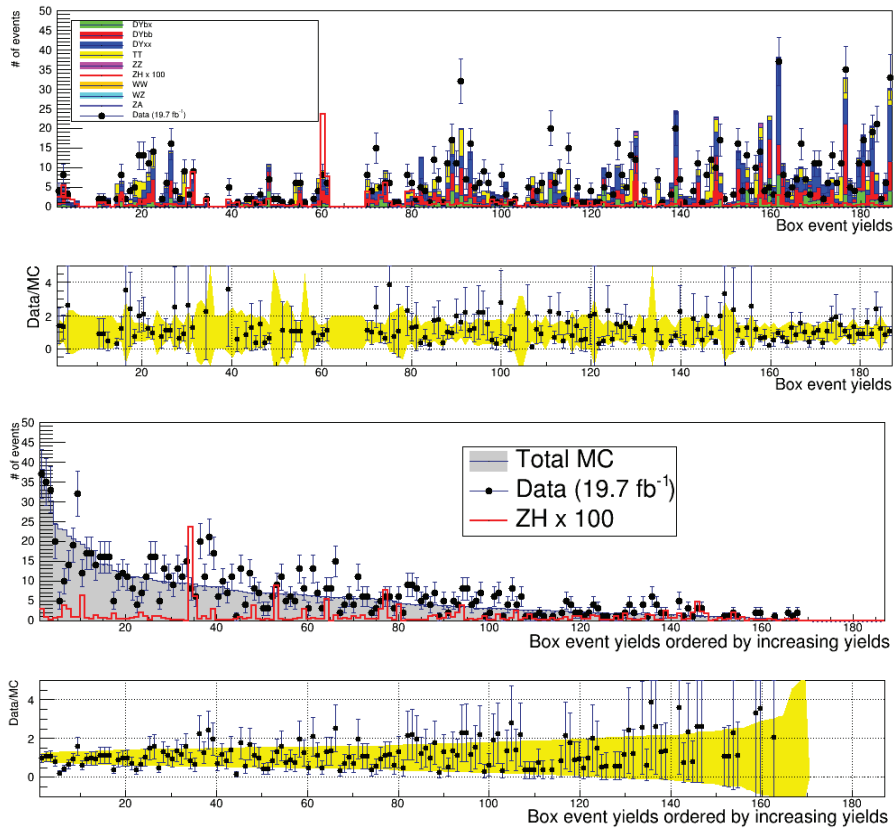 # of events
50
45
40
35
30
25
20
15
10
5
0
DYbx
DYbb
DYxx
TT
ZZ
ZH x 100
WW
WZ
ZA
Data (19.7 fb⁻¹)
20 40 60 80 100 120 140 160 180
Box event yields
Data/MC
4
2
0
20 40 60 80 100 120 140 160 180
Box event yields
# of events
50
45
40
35
30
25
20
15
10
5
0
Total MC
Data (19.7 fb⁻¹)
ZH x 100
20 40 60 80 100 120 140 160 180
Box event yields ordered by increasing yields
Data/MC
4
2
0
20 40 60 80 100 120 140 160 180
Box event yields ordered by increasing yields